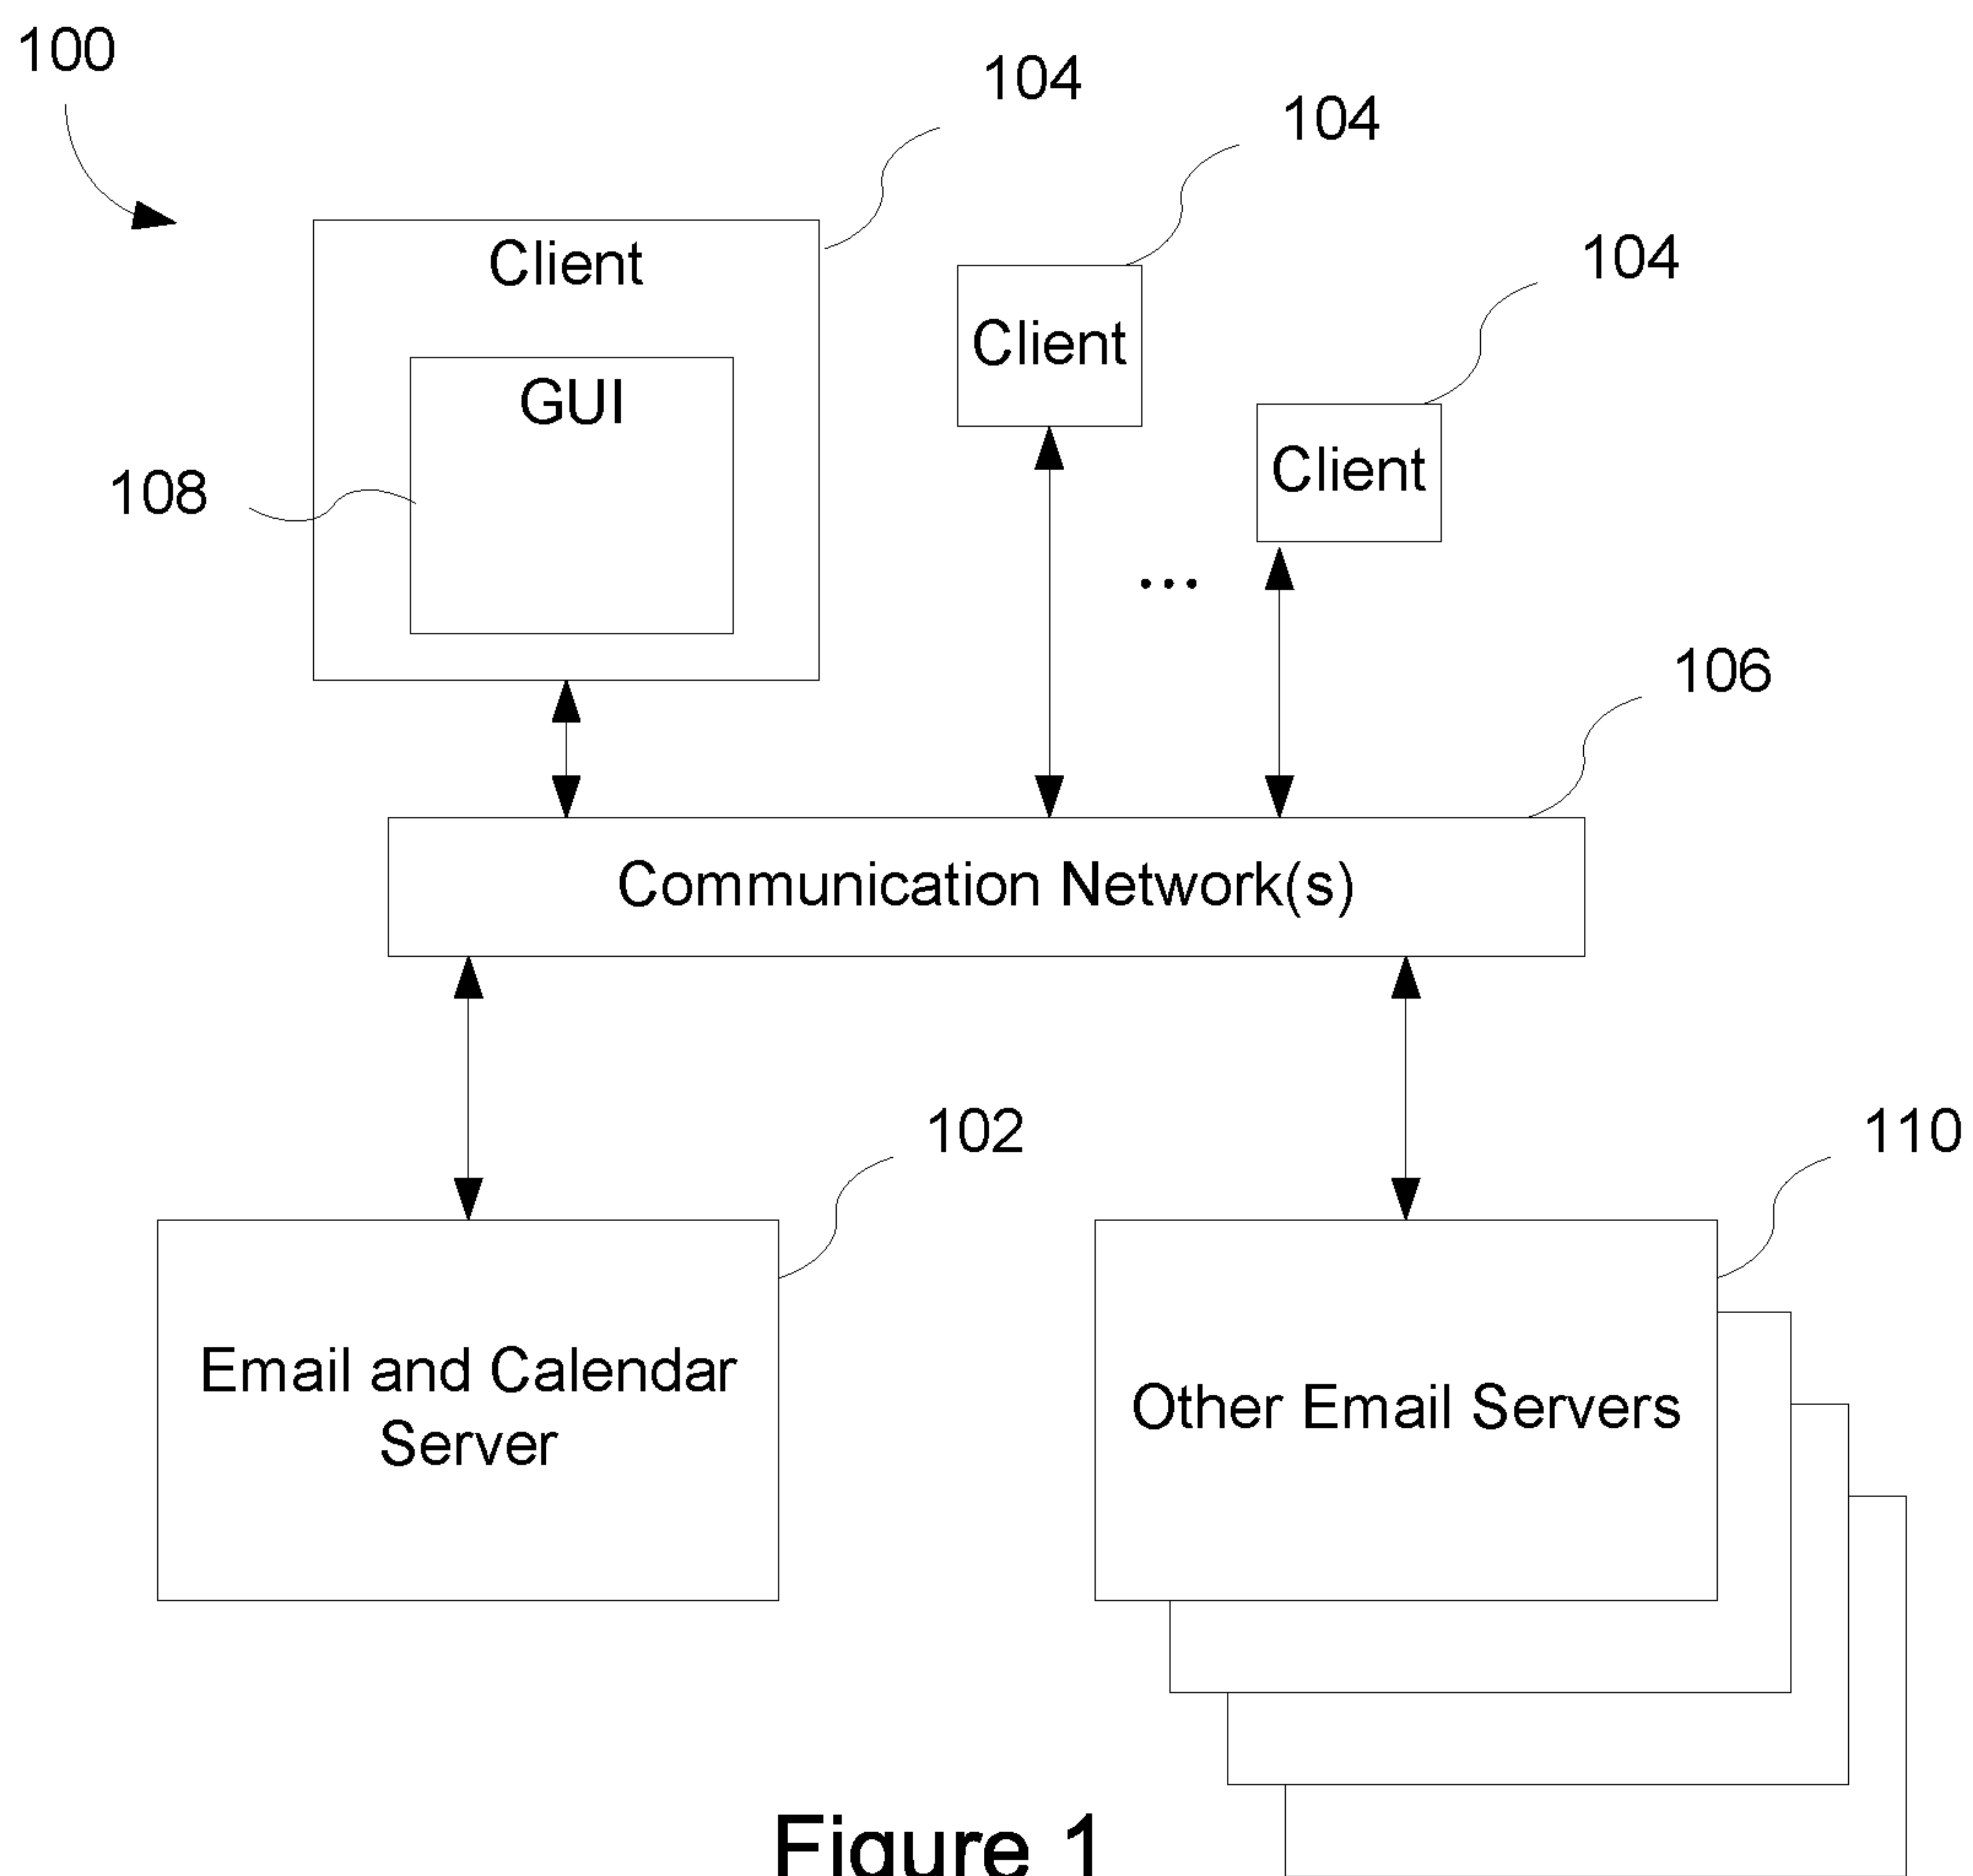 100
104
104
104
Client
Client
Client
GUI
108
...
106
Communication Network(s)
102
110
Email and Calendar
Server
Other Email Servers
Figure 1